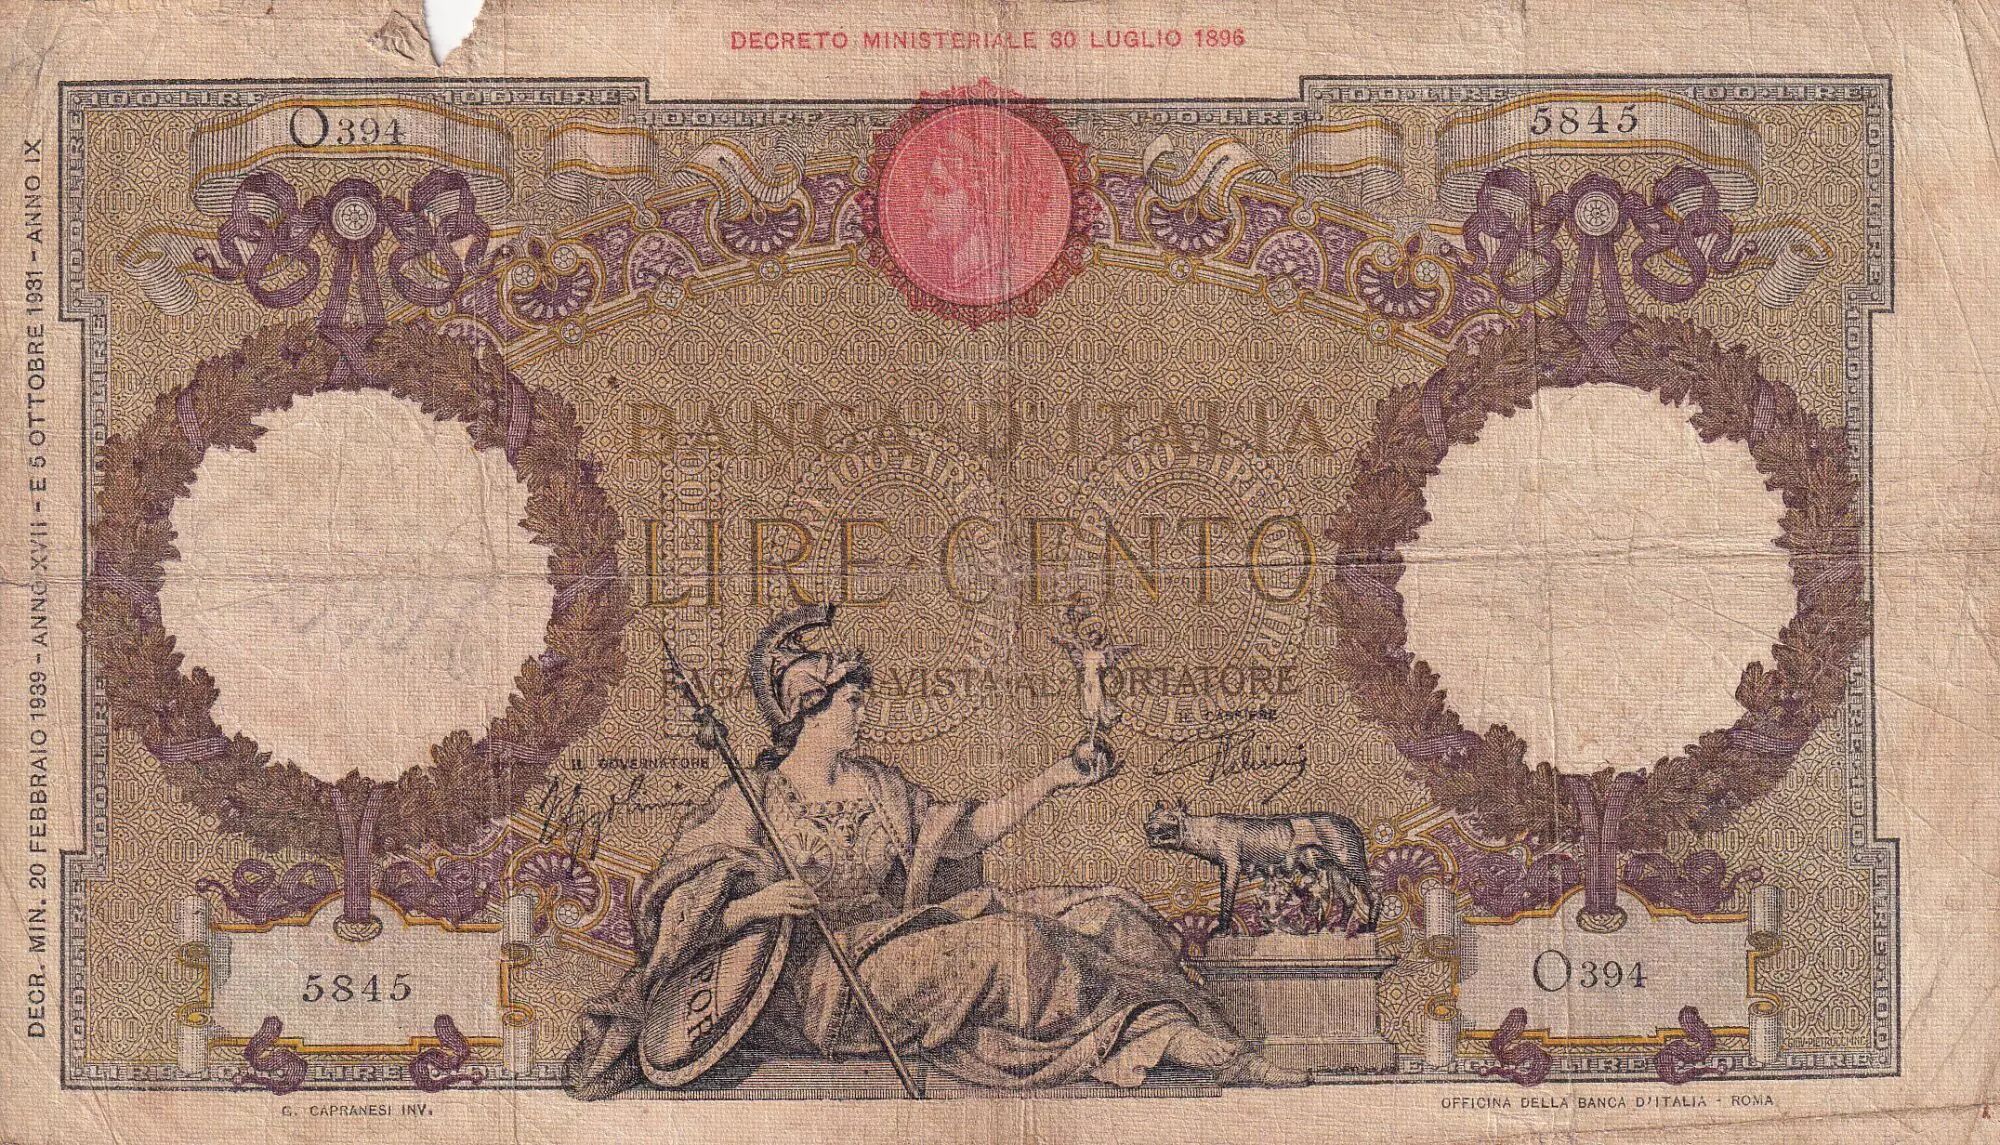 DECRETO MINISTERIALE 30 LUGLIO 1896
100 LIRE
O394
5845
DECR. MIN. 20 FEBBRAIO 1939 - ANNO XVII - E 5 OTTOBRE 1931 - ANNO IX
BANCA D'ITALIA
LIRE CENTO
PAGABILI A VISTA AL PORTATORE
IL CASSIERE
IL GOVERNATORE
5845
O394
G. CAPRANESI INV.
OFFICINA DELLA BANCA D'ITALIA - ROMA